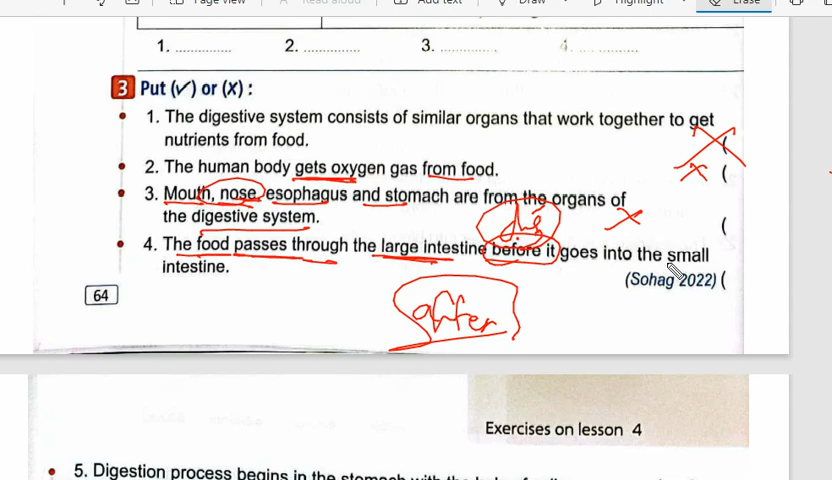 Page view
A Read aloud
Add text
Draw
Highlight
Erase
1. .............. 2. .............. 3. .............. 4. ..............
3 Put (✓) or (X) :
1. The digestive system consists of similar organs that work together to get
nutrients from food. (
2. The human body gets oxygen gas from food. (
3. Mouth, nose, esophagus and stomach are from the organs of
the digestive system. (
4. The food passes through the large intestine before it goes into the small
intestine. (Sohag 2022) (
after
64
Exercises on lesson 4
5. Digestion process begins in the stomach with the